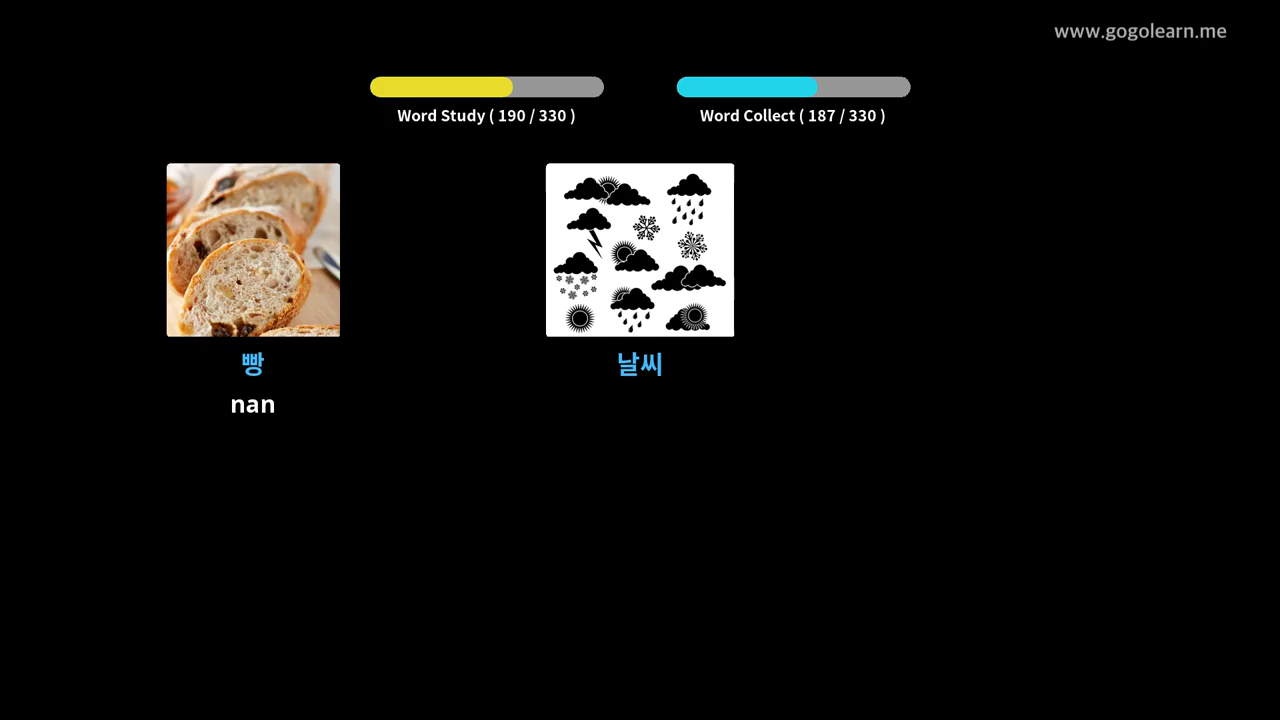 www.gogolearn.me
Word Study ( 190 / 330 )
Word Collect ( 187 / 330 )
빵
날씨
nan